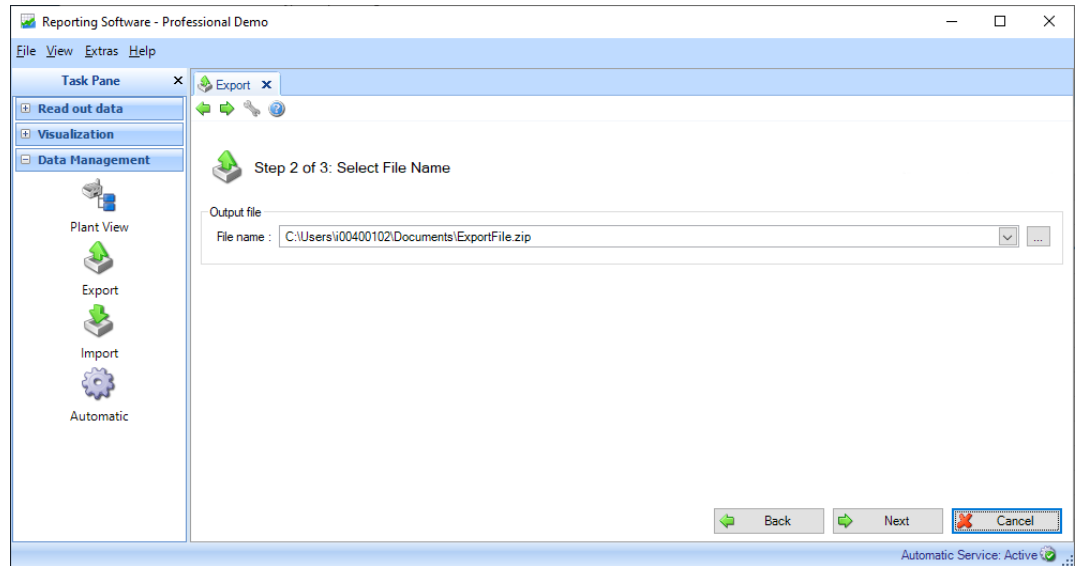 Reporting Software - Professional Demo
File View Extras Help
Task Pane
Export
Read out data
Visualization
Data Management
Step 2 of 3: Select File Name
Plant View
Output file
File name : C:\Users\i00400102\Documents\ExportFile.zip
...
Export
Import
Automatic
Back Next Cancel
Automatic Service: Active